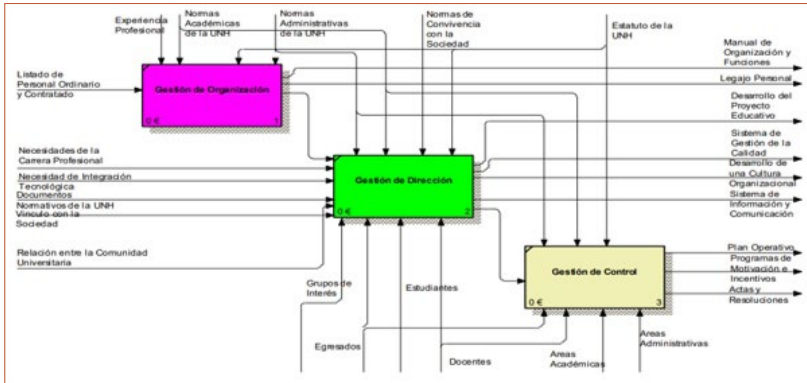 Experiencia
Profesional
Normas
Académicas
de la UNH
Normas
Administrativas
de la UNH
Normas de
Convivencia
con la
Sociedad
Estatuto de la
UNH
Manual de
Organización y
Funciones
Listado de
Personal Ordinario
y Contratado
Gestión de Organización
0 €
1
Legajo Personal
Desarrollo del
Proyecto
Educativo
Sistema de
Gestión de la
Calidad
Desarrollo de
una Cultura
Organizacional
Sistema de
Información y
Comunicación
Necesidades de la
Carrera Profesional
Necesidad de Integración
Tecnológica
Documentos
Normativos de la UNH
Vinculo con la
Sociedad
Gestión de Dirección
0 €
2
Relación entre la Comunidad
Universitaria
Gestión de Control
0 €
3
Plan Operativo
Programas de
Motivación e
Incentivos
Actas y
Resoluciones
Grupos de
Interés
Estudiantes
Egresados
Docentes
Areas
Académicas
Areas
Administrativas